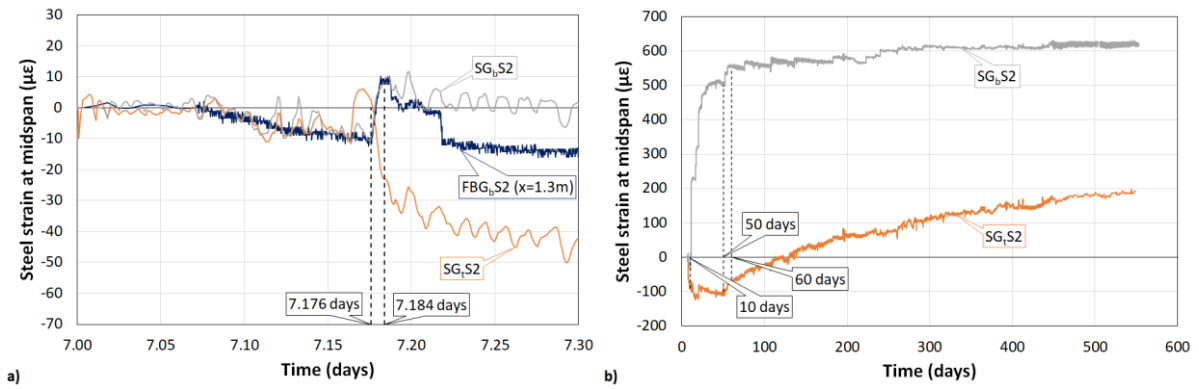 Steel strain at midspan (µε)
30
20
10
0
-10
-20
-30
-40
-50
-60
-70
SGbS2
FBGbS2 (x=1.3m)
SGtS2
7.176 days
7.184 days
7.00
7.05
7.10
7.15
7.20
7.25
7.30
Time (days)
a)
Steel strain at midspan (µε)
700
600
500
400
300
200
100
0
-100
-200
SGbS2
SGtS2
50 days
60 days
10 days
0
100
200
300
400
500
600
Time (days)
b)